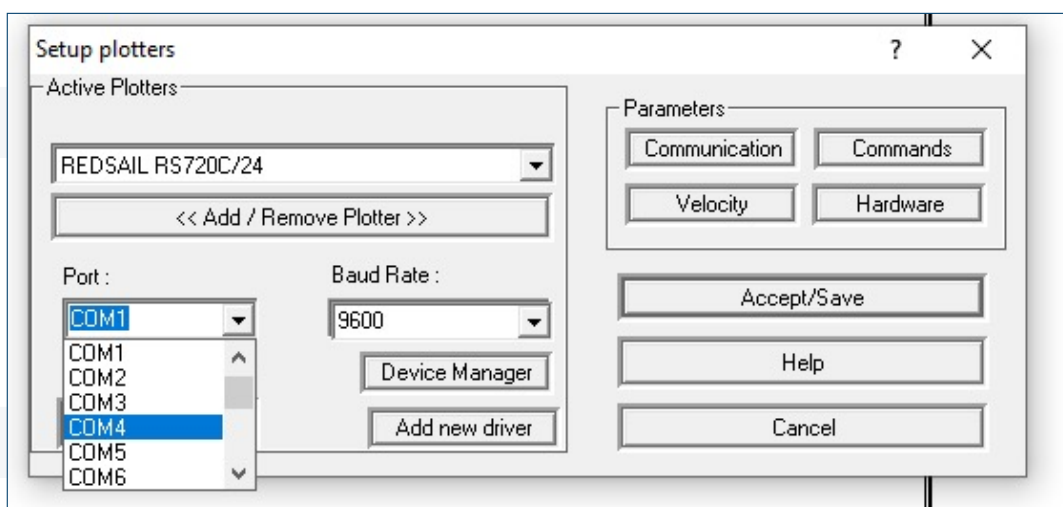 Setup plotters
?
Active Plotters
REDSAIL RS720C/24
<< Add / Remove Plotter >>
Port :
Baud Rate :
COM1
9600
COM1
COM2
COM3
COM4
COM5
COM6
Device Manager
Add new driver
Parameters
Communication
Commands
Velocity
Hardware
Accept/Save
Help
Cancel